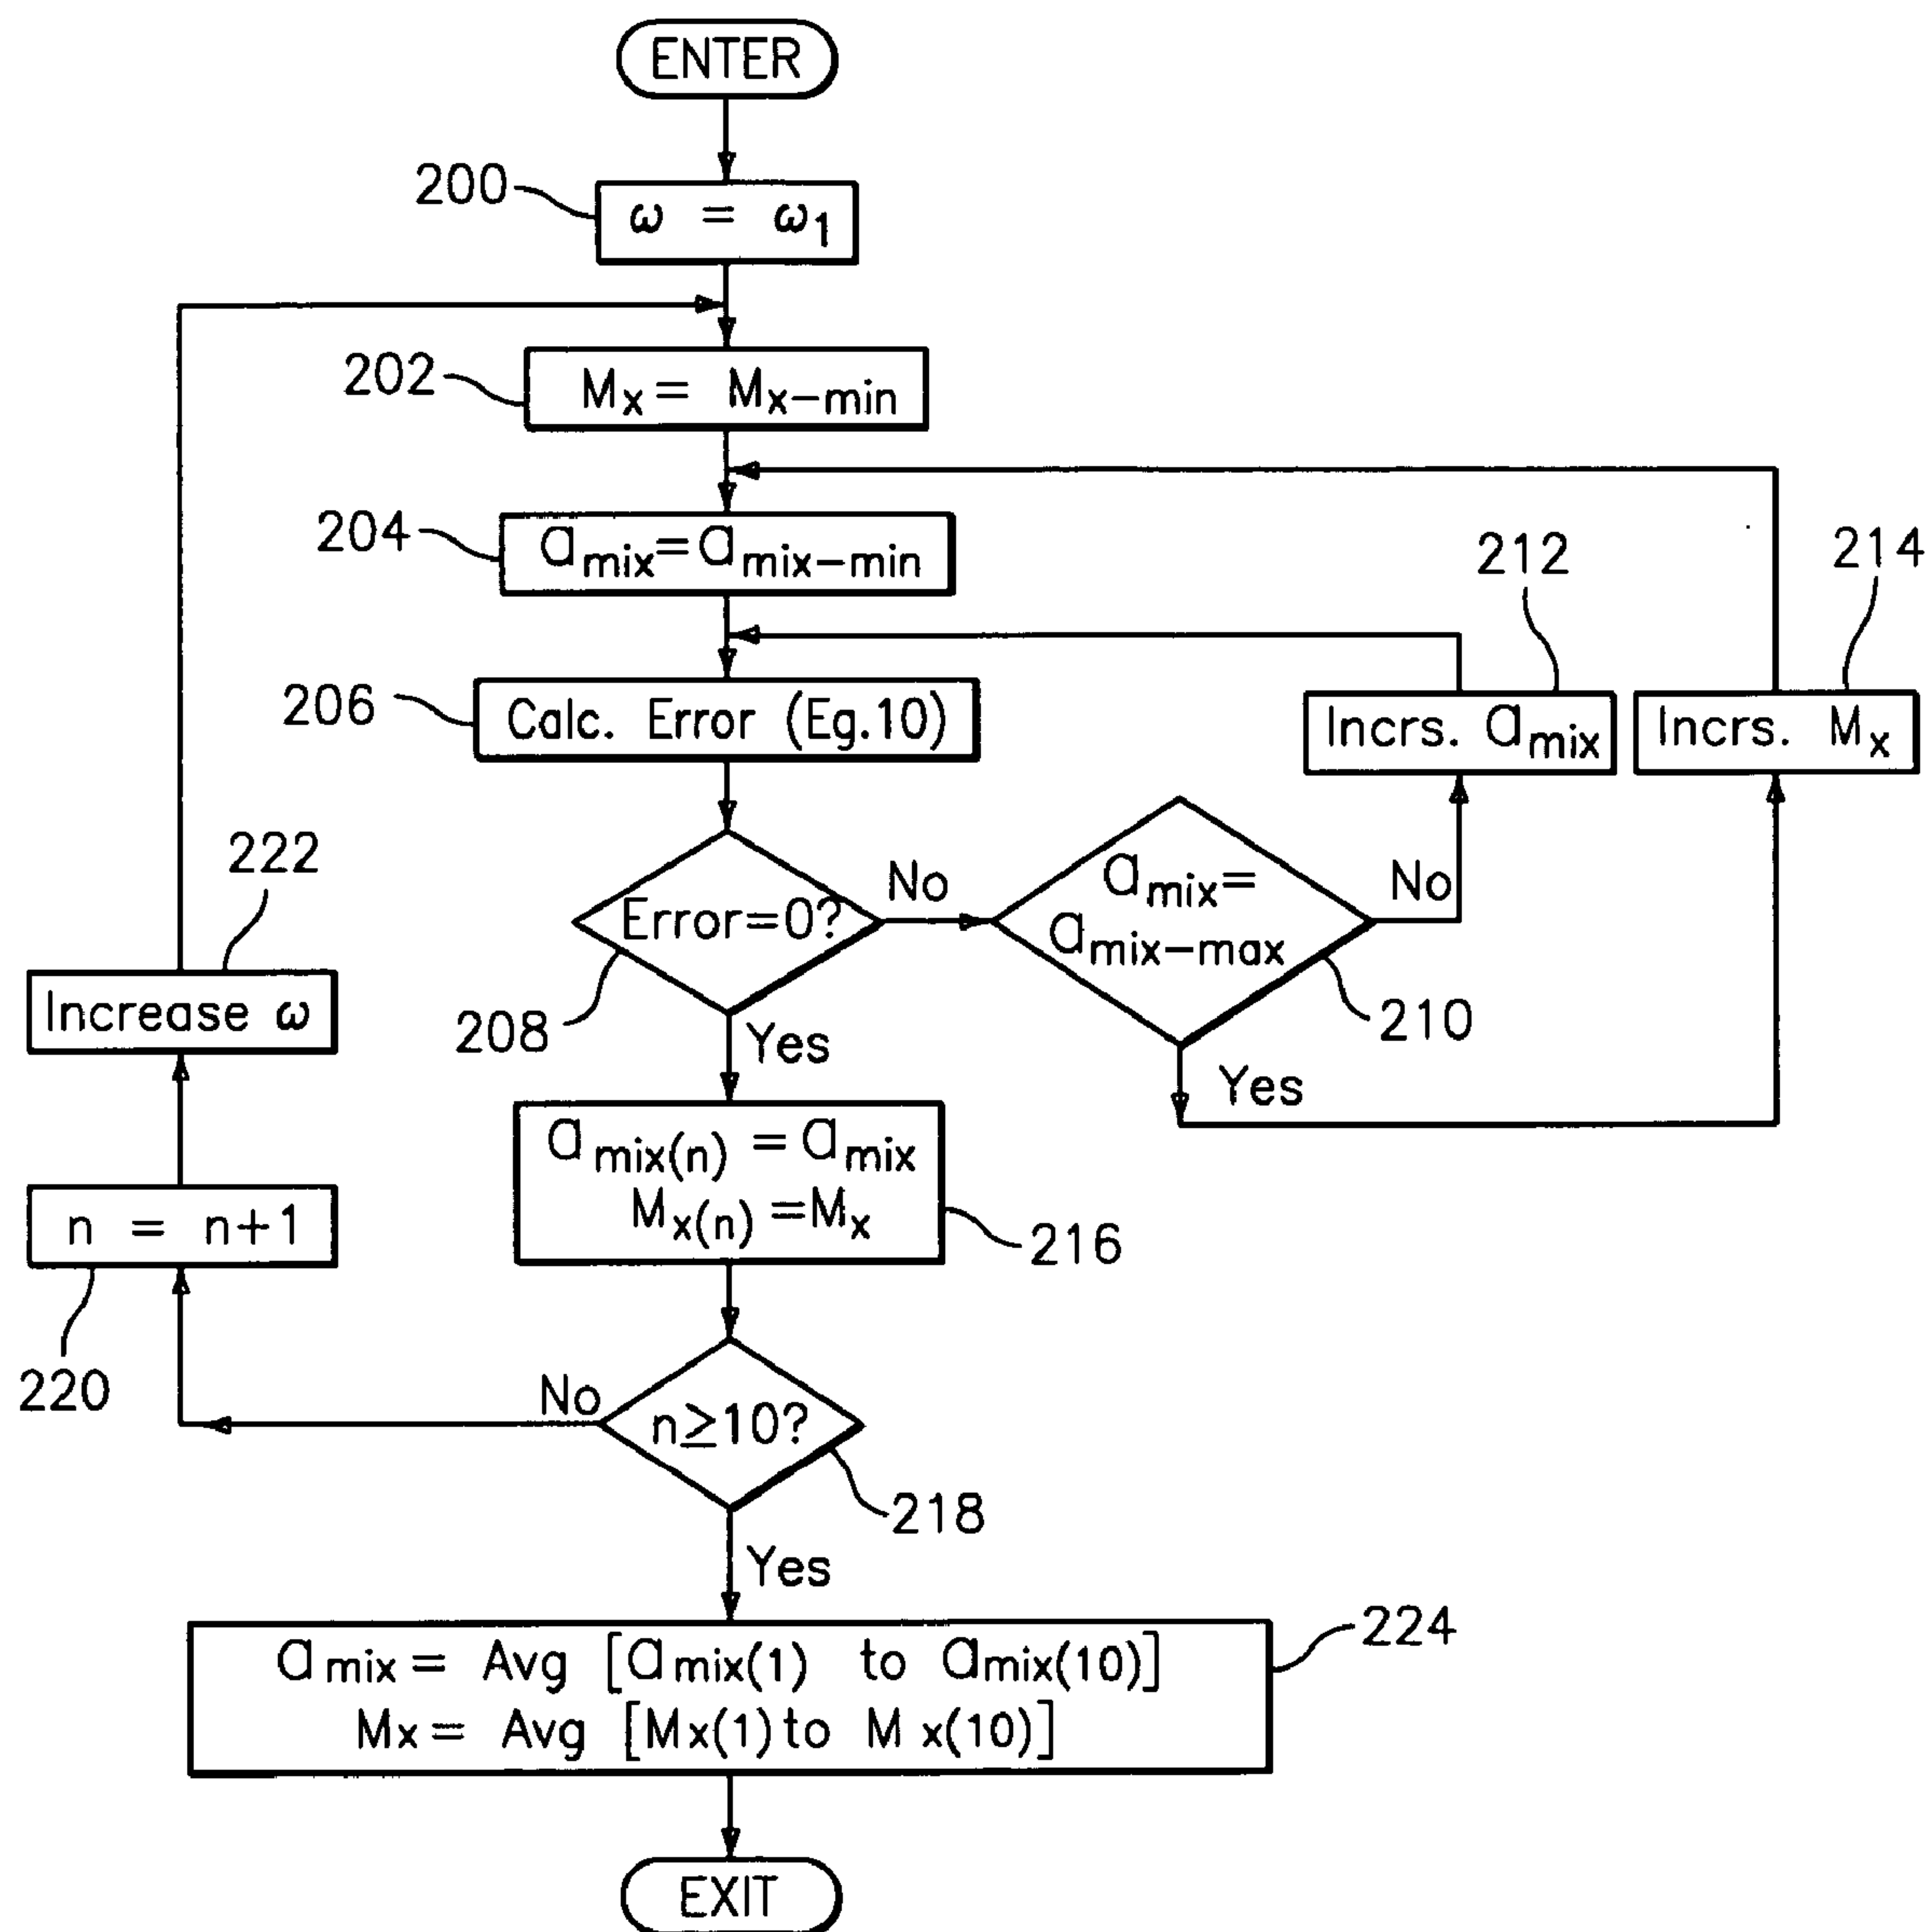 ENTER
200
ω = ω1
202
Mx = Mx-min
204
amix=amix-min
212
214
206
Calc. Error (Eg.10)
Incrs. amix
Incrs. Mx
222
Error=0?
No
amix=
amix-max
No
Increase ω
208
Yes
210
Yes
amix(n) = amix
Mx(n) =Mx
n = n+1
216
220
No
n≥10?
218
Yes
224
amix = Avg [amix(1) to amix(10)]
Mx = Avg [Mx(1) to Mx(10)]
EXIT